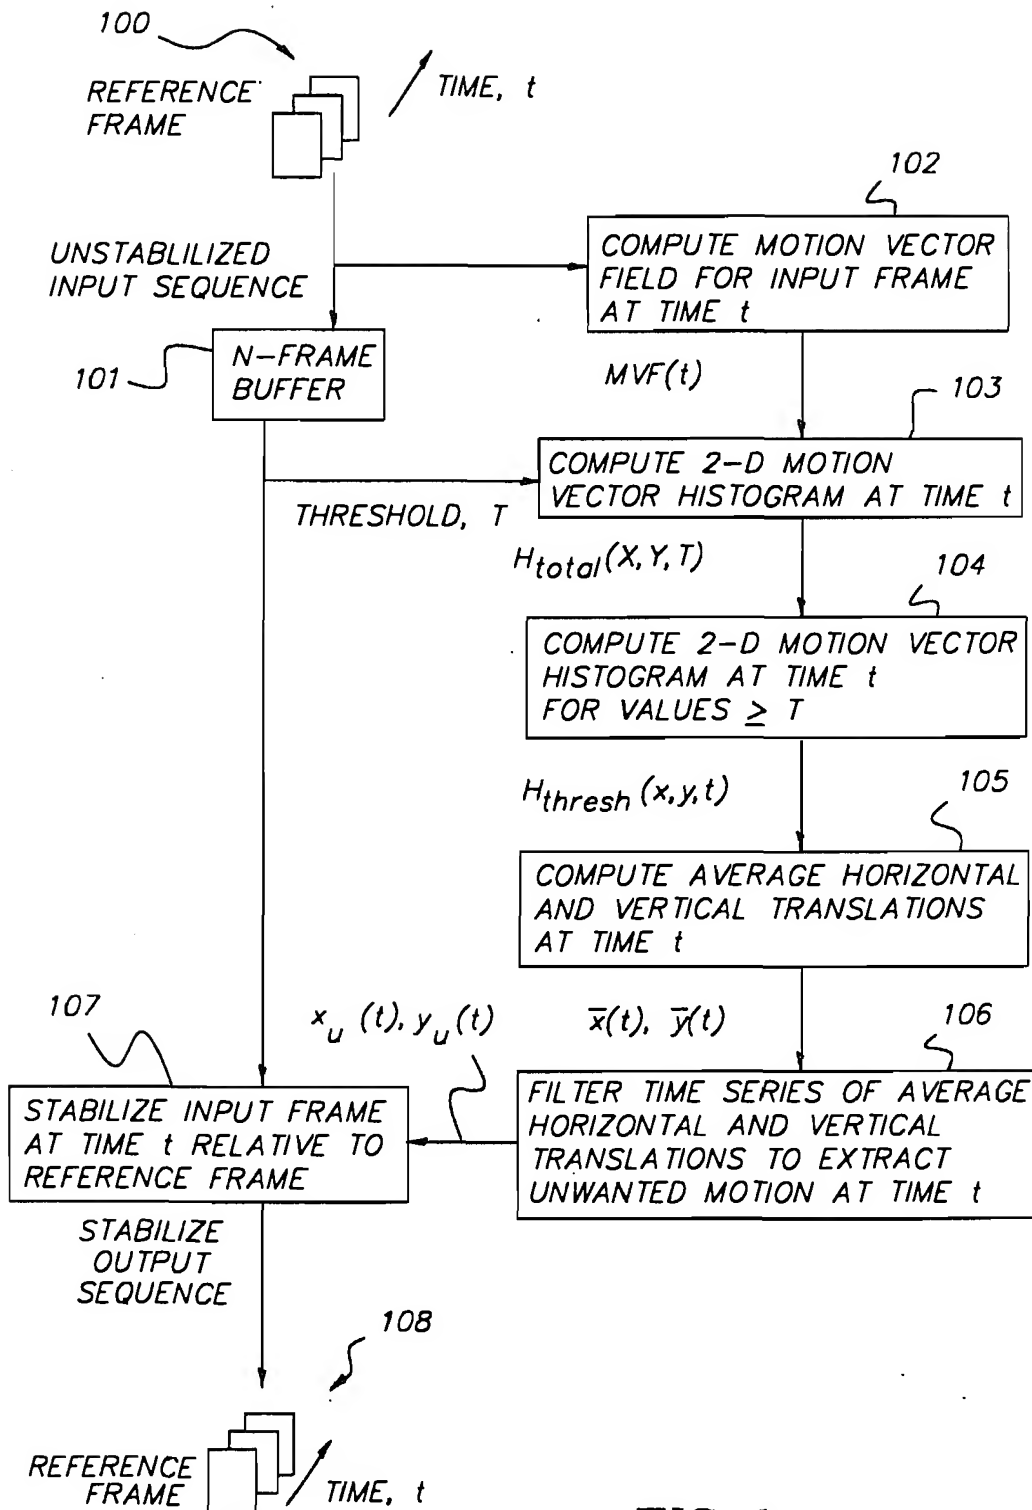 100
REFERENCE
FRAME
TIME, t
102
UNSTABLILIZED
INPUT SEQUENCE
COMPUTE MOTION VECTOR
FIELD FOR INPUT FRAME
AT TIME t
101
N-FRAME
BUFFER
MVF(t)
103
COMPUTE 2-D MOTION
VECTOR HISTOGRAM AT TIME t
THRESHOLD, T
H_total(X,Y,T)
104
COMPUTE 2-D MOTION VECTOR
HISTOGRAM AT TIME t
FOR VALUES ≥ T
H_thresh(x,y,t)
105
COMPUTE AVERAGE HORIZONTAL
AND VERTICAL TRANSLATIONS
AT TIME t
107
x_u (t), y_u(t)
x̄(t), ȳ(t)
106
STABILIZE INPUT FRAME
AT TIME t RELATIVE TO
REFERENCE FRAME
FILTER TIME SERIES OF AVERAGE
HORIZONTAL AND VERTICAL
TRANSLATIONS TO EXTRACT
UNWANTED MOTION AT TIME t
STABILIZE
OUTPUT
SEQUENCE
108
REFERENCE
FRAME
TIME, t